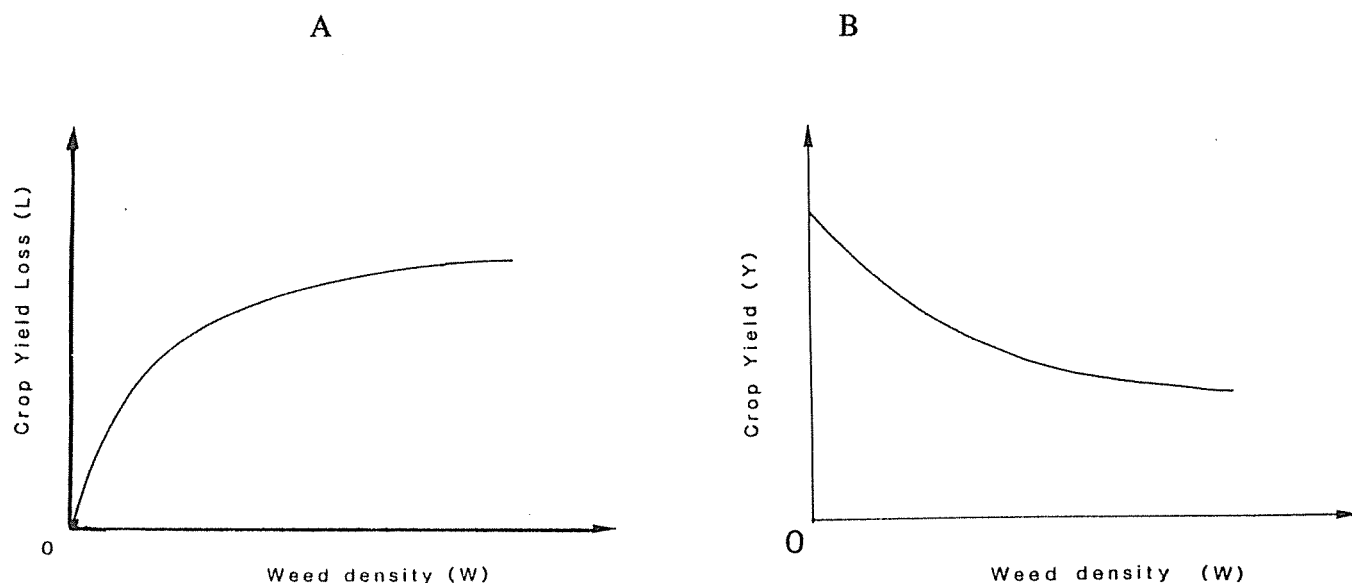 A
Crop Yield Loss (L)
0
Weed density (W)
B
Crop Yield (Y)
0
Weed density (W)